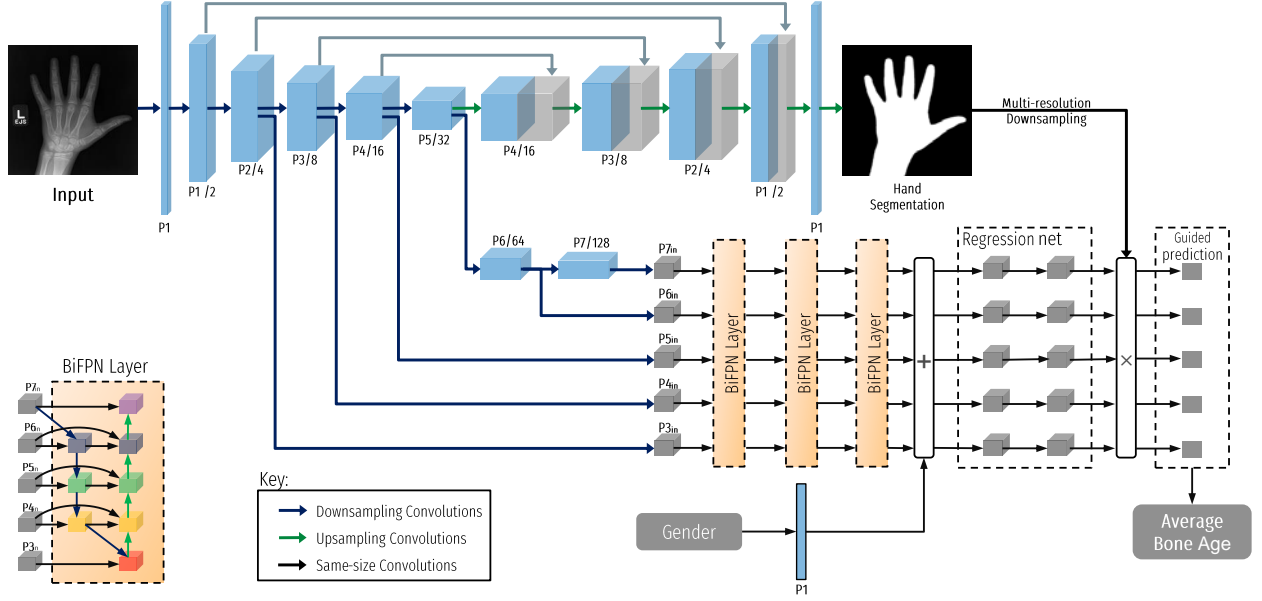 L
EJS
Input
P1
P1 /2
P2/4
P3/8
P4/16
P5/32
P4/16
P3/8
P2/4
P1 /2
P1
Hand
Segmentation
Multi-resolution
Downsampling
P6/64
P7/128
P7in
P6in
P5in
P4in
P3in
BiFPN Layer
BiFPN Layer
BiFPN Layer
+
Regression net
×
Guided
prediction
BiFPN Layer
P7in
P6in
P5in
P4in
P3in
Key:
Downsampling Convolutions
Upsampling Convolutions
Same-size Convolutions
Gender
P1
Average
Bone Age